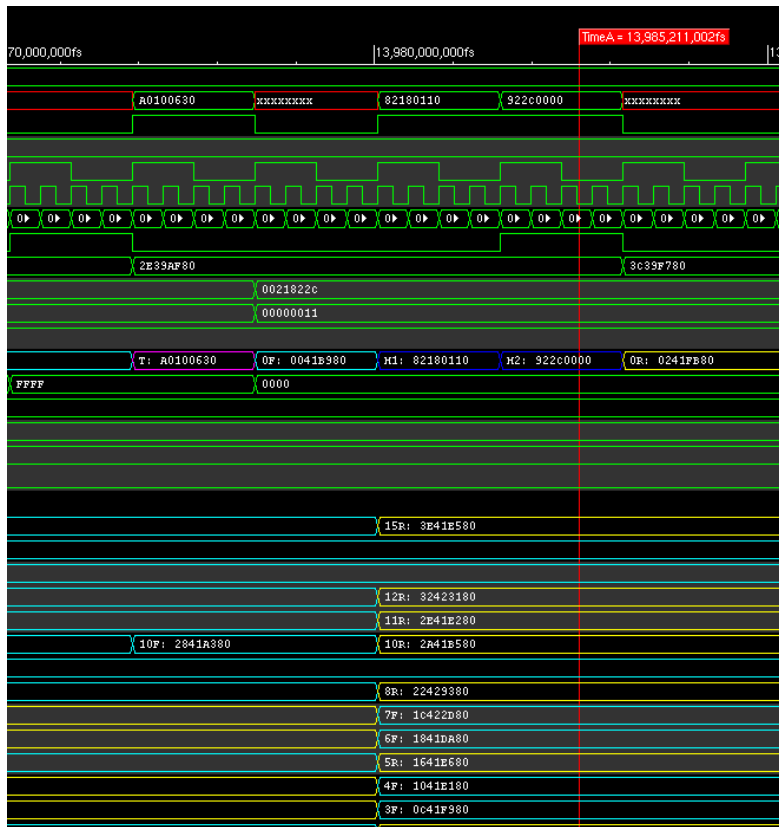 TimeA = 13,985,211,002fs
70,000,000fs 13,980,000,000fs 13
A0100630 xxxxxxxx 82180110 922C0000 xxxxxxxx
0 0 0 0 0 0 0 0 0 0 0 0 0 0 0 0 0 0 0 0 0 0 0 0 0
2E39AF80 3C39F780
0021822C
00000011
T: A0100630 0F: 0041B980 H1: 82180110 H2: 922C0000 0R: 0241FB80
FFFF 0000
15R: 3E41E580
12R: 32423180
11R: 2E41E280
10F: 2841A380 10R: 2A41B580
8R: 22429380
7F: 1C422D80
6F: 1841DA80
5R: 1641E680
4F: 1041E180
3F: 0C41F980